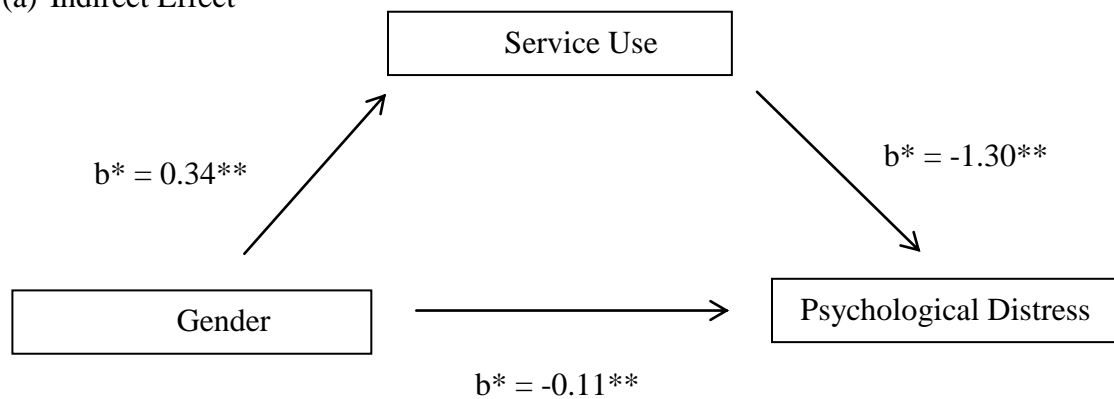 (a) Indirect Effect
Service Use
b* = 0.34**
b* = -1.30**
Gender
Psychological Distress
b* = -0.11**